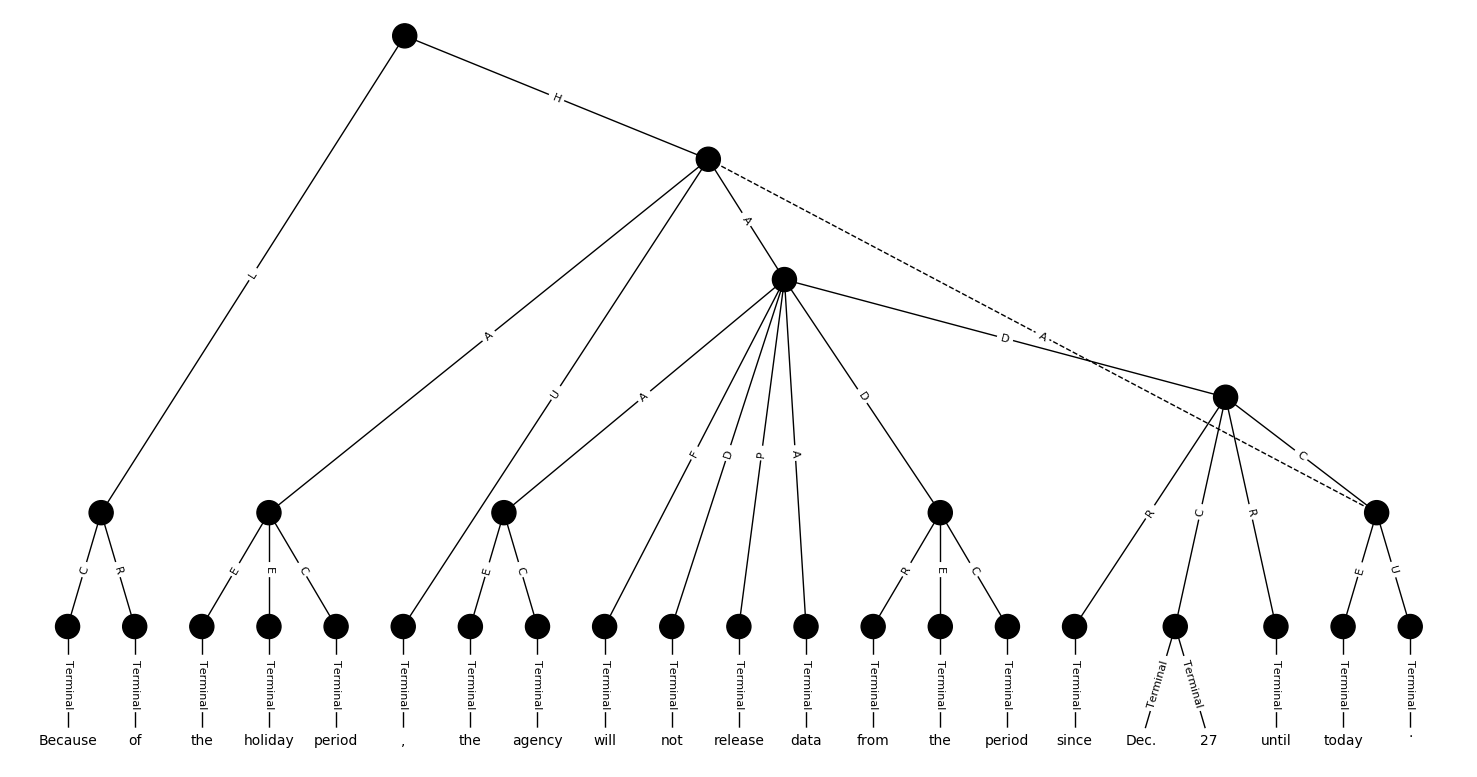 H
A
L
A
A
D
U
A
F
D
P
A
D
C
R
C
R
C
R
E
E
C
E
C
R
E
C
E
U
Terminal Terminal Terminal Terminal Terminal Terminal Terminal Terminal Terminal Terminal Terminal Terminal Terminal Terminal Terminal Terminal Terminal Terminal Terminal Terminal Terminal
Because of the holiday period , the agency will not release data from the period since Dec. 27 until today .